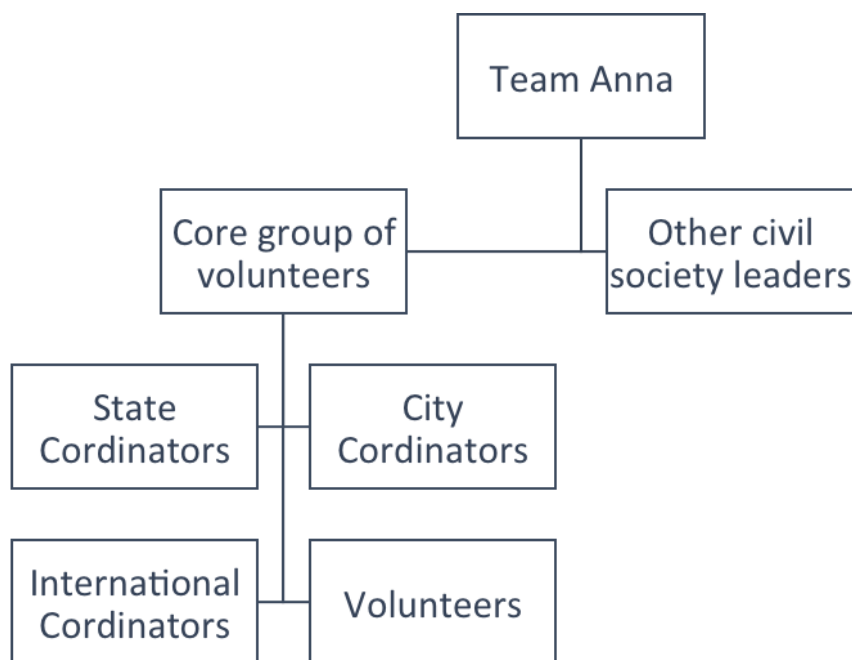 Team Anna
Core group of
volunteers
Other civil
society leaders
State
Cordinators
City
Cordinators
International
Cordinators
Volunteers